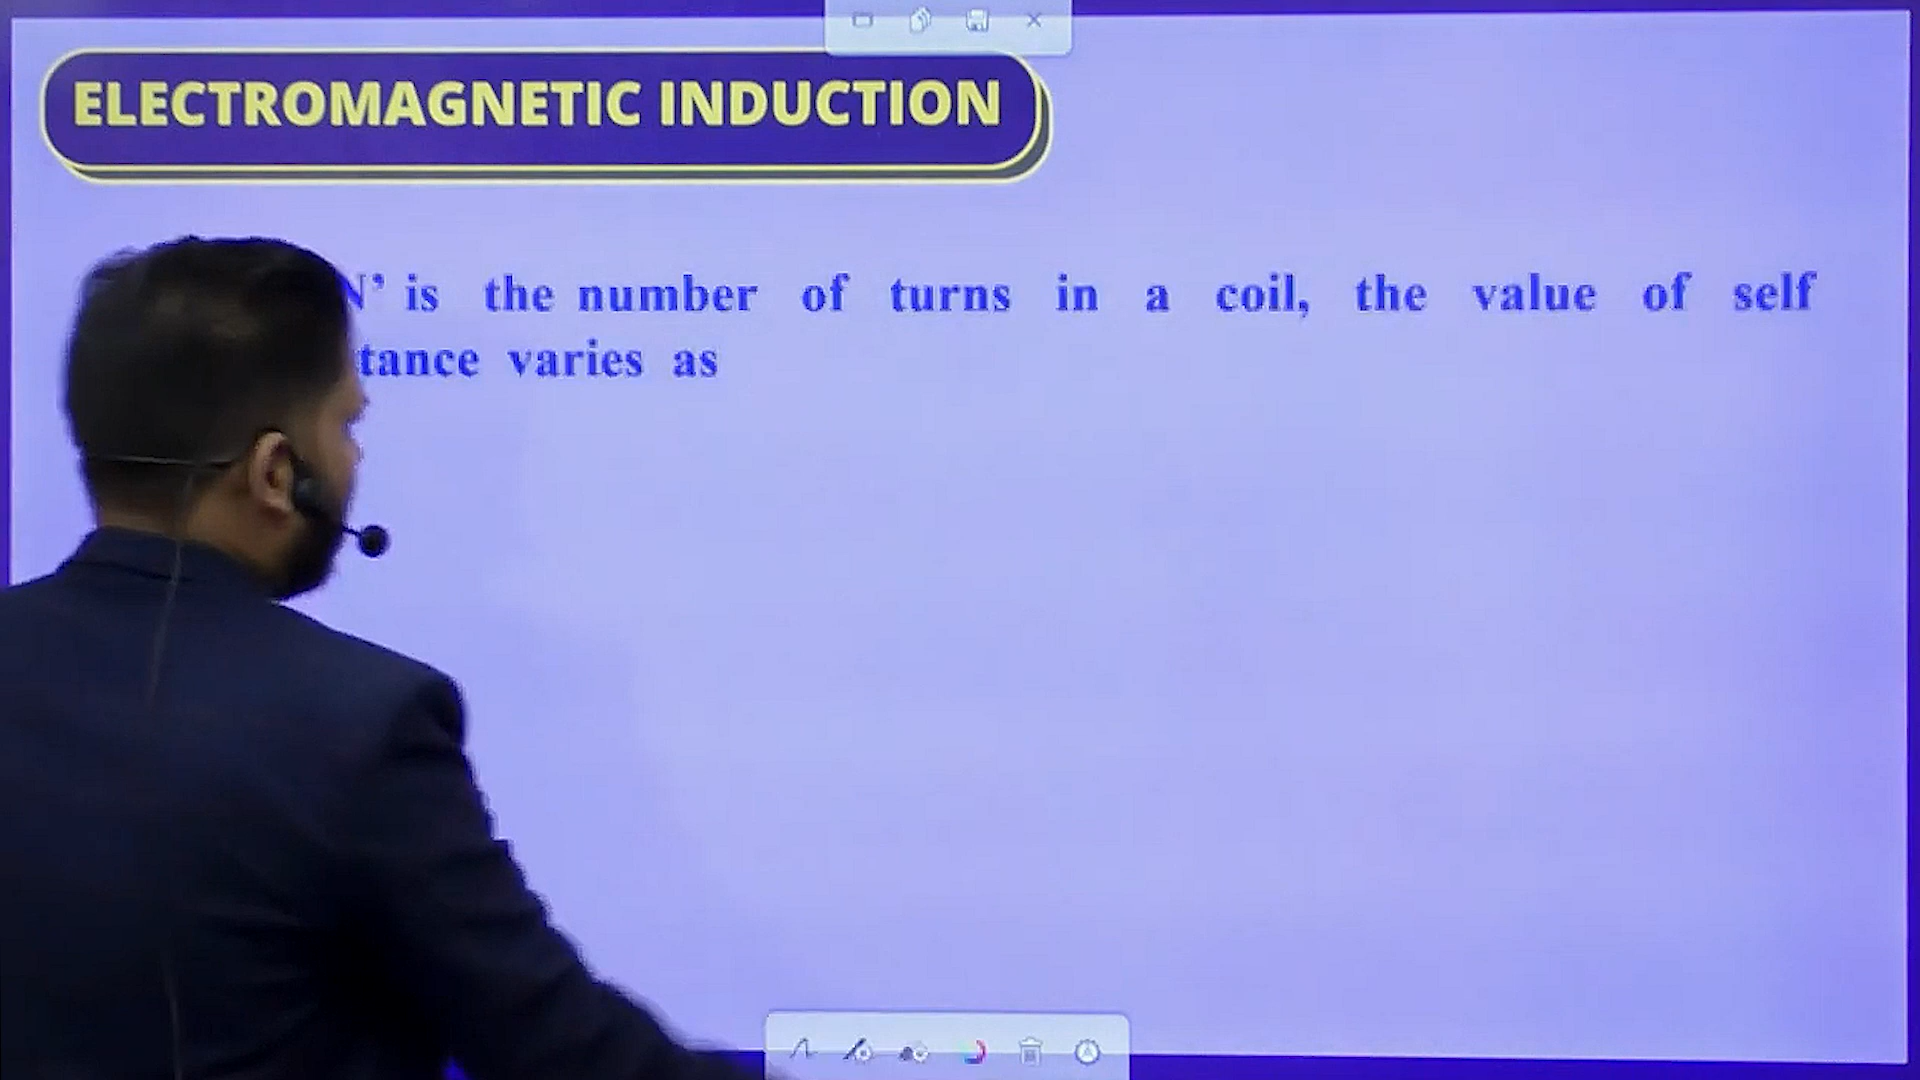 ELECTROMAGNETIC INDUCTION
N’ is the number of turns in a coil, the value of self
tance varies as